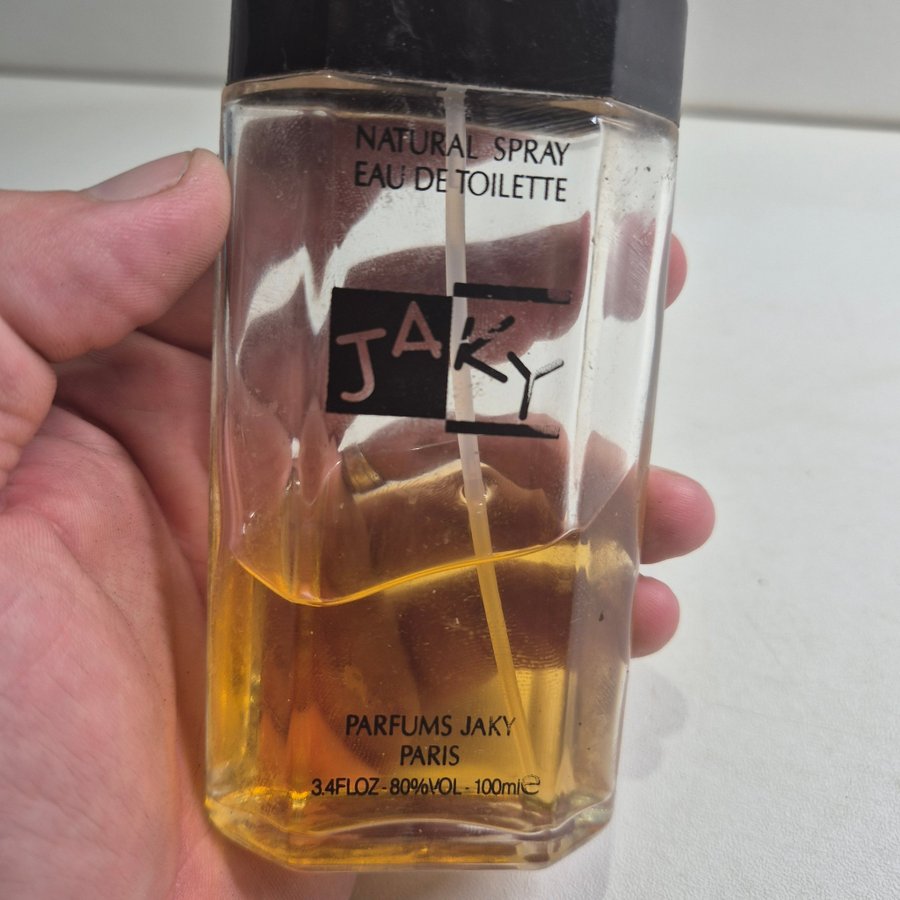 NATURAL SPRAY
EAU DE TOILETTE
JAKY
PARFUMS JAKY
PARIS
3.4FLOZ - 80%VOL - 100ml℮